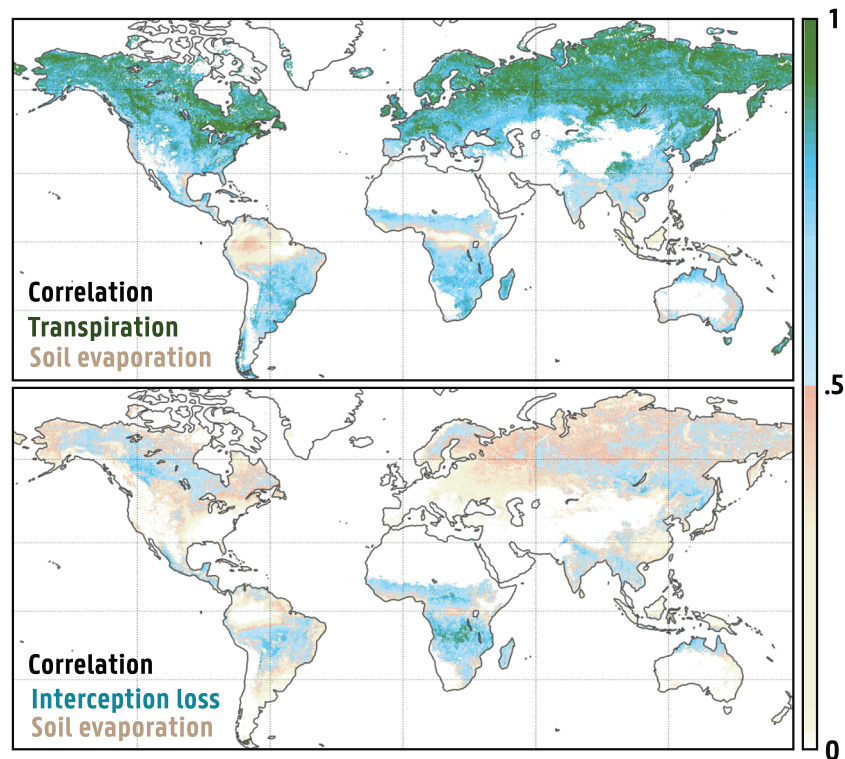 1
Correlation
Transpiration
Soil evaporation
.5
Correlation
Interception loss
Soil evaporation
0